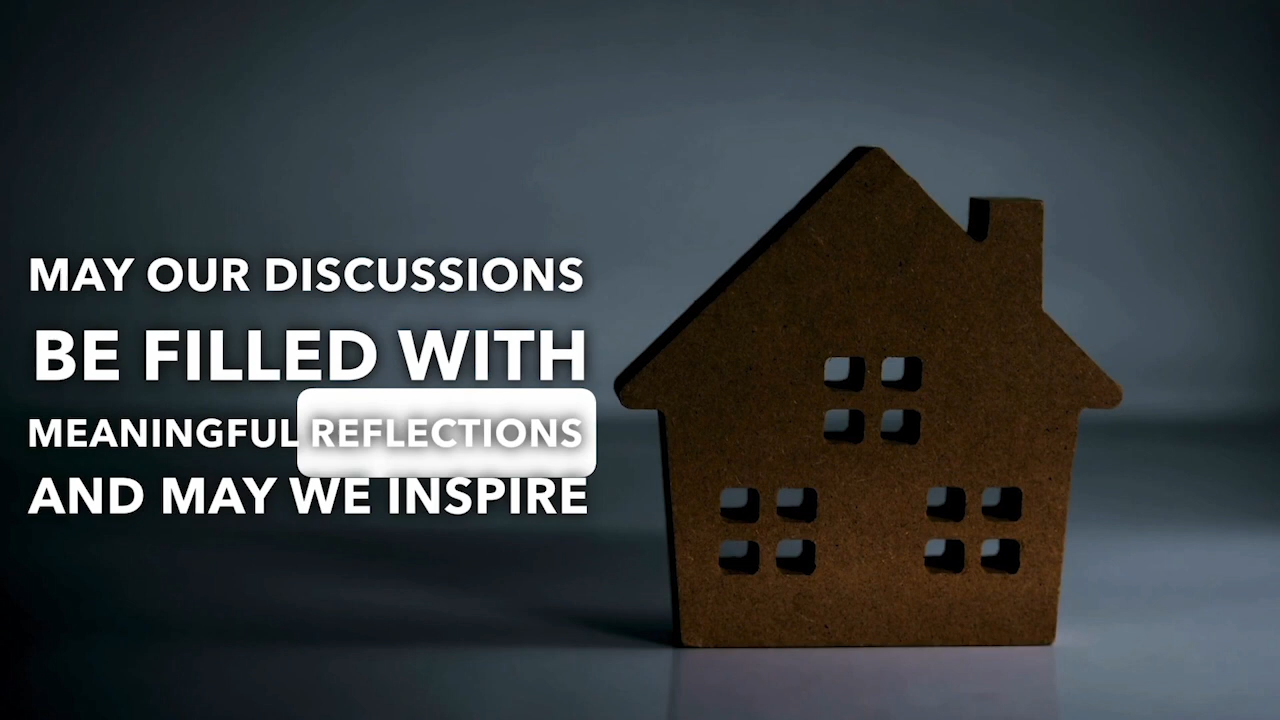 MAY OUR DISCUSSIONS
BE FILLED WITH
MEANINGFUL REFLECTIONS
AND MAY WE INSPIRE